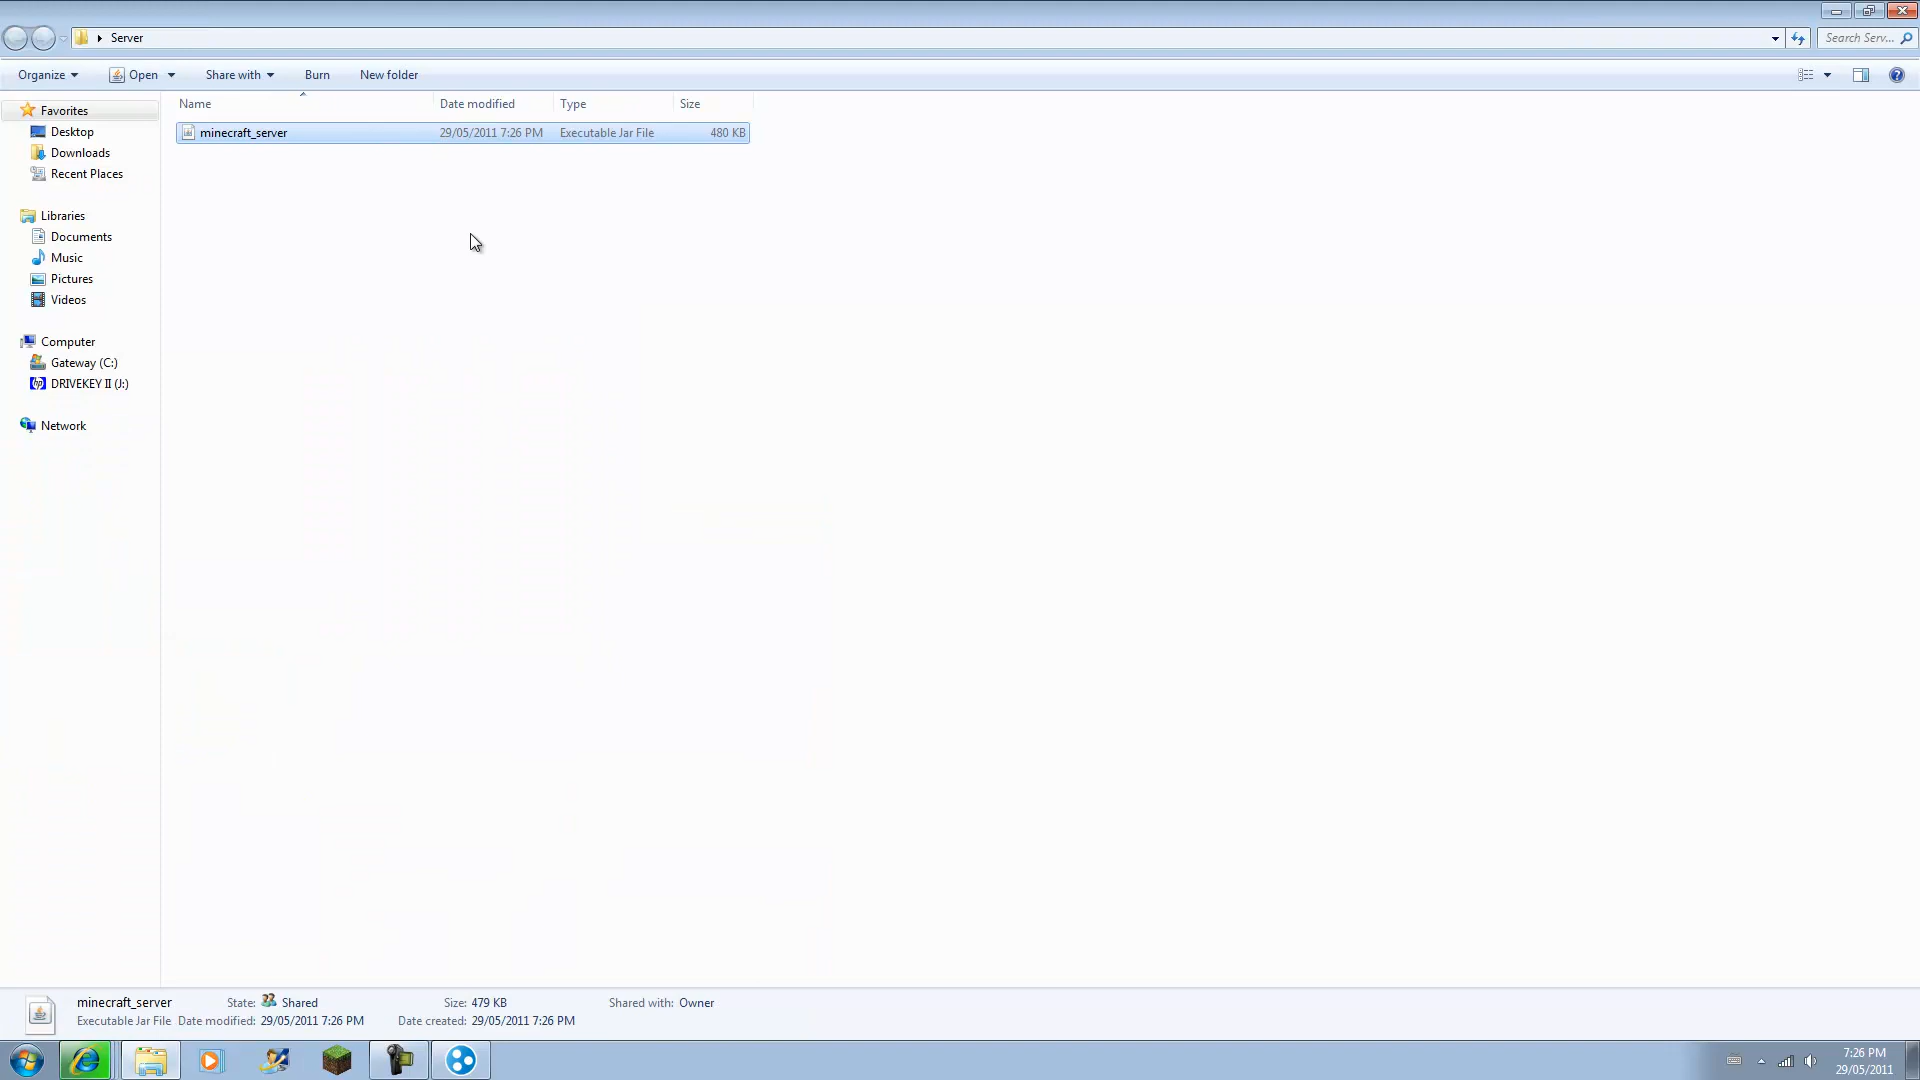 Server
Search Serv...
Organize Open Share with Burn New folder
Name Date modified Type Size
Favorites
minecraft_server 29/05/2011 7:26 PM Executable Jar File 480 KB
Desktop
Downloads
Recent Places
Libraries
Documents
Music
Pictures
Videos
Computer
Gateway (C:)
DRIVEKEY II (J:)
Network
minecraft_server State: Shared Size: 479 KB Shared with: Owner
Executable Jar File Date modified: 29/05/2011 7:26 PM Date created: 29/05/2011 7:26 PM
7:26 PM
29/05/2011